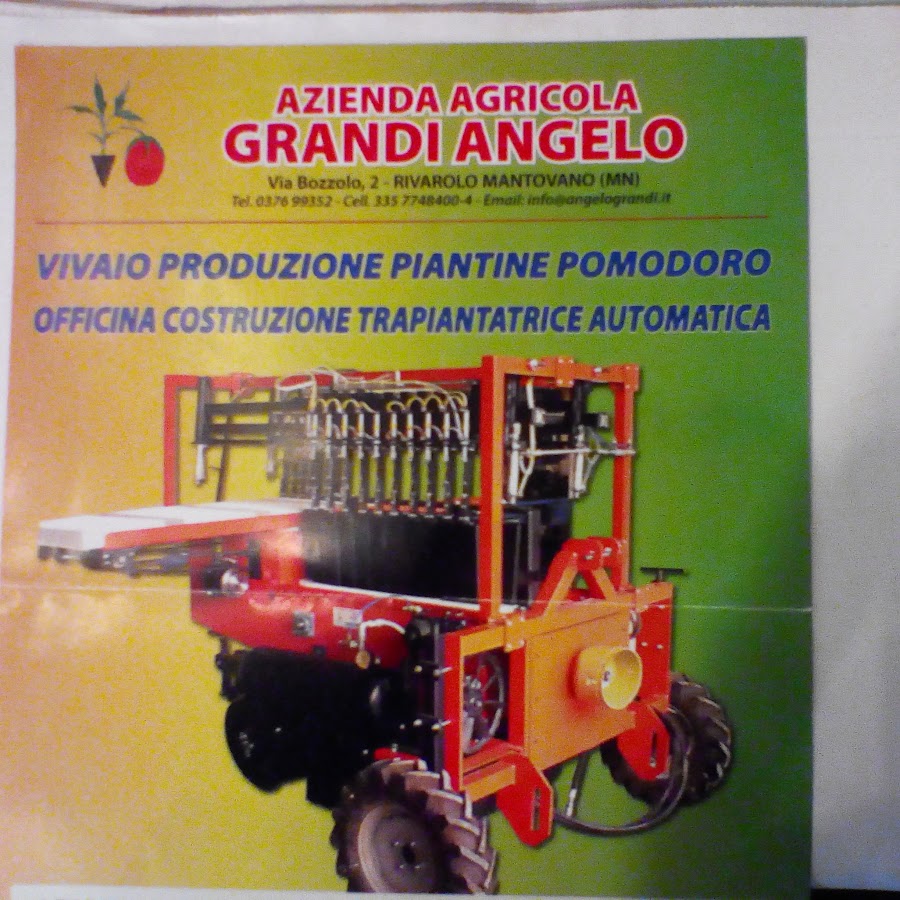 AZIENDA AGRICOLA
GRANDI ANGELO
Via Bozzolo, 2 - RIVAROLO MANTOVANO (MN)
Tel. 0376 99352 - Cell. 335 7748400-4 - Email: info@angelograndi.it
VIVAIO PRODUZIONE PIANTINE POMODORO
OFFICINA COSTRUZIONE TRAPIANTATRICE AUTOMATICA